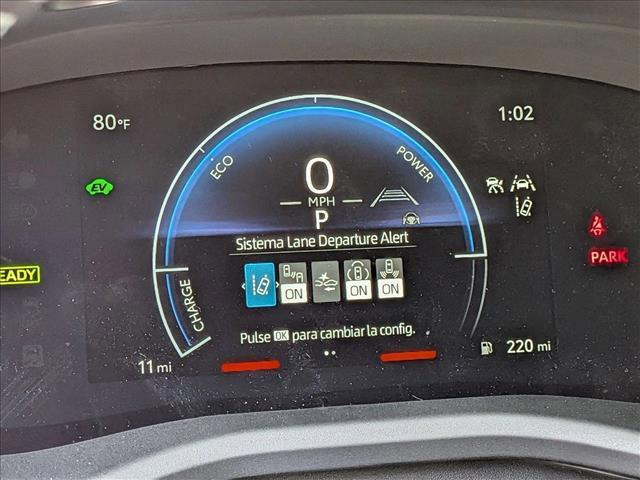 80°F
1:02
ECO
POWER
0
MPH
P
EV
READY
PARK
Sistema Lane Departure Alert
ON
ON
ON
Pulse OK para cambiar la config.
CHARGE
11 mi
220 mi